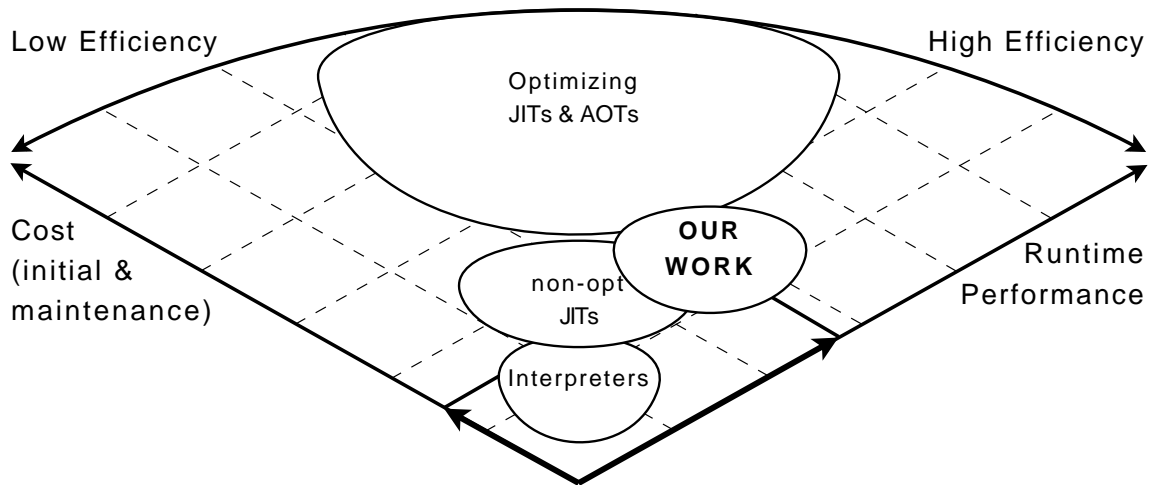 Low Efficiency
High Efficiency
Optimizing
JITs & AOTs
Cost
(initial &
maintenance)
OUR
WORK
Runtime
Performance
non-opt
JITs
Interpreters